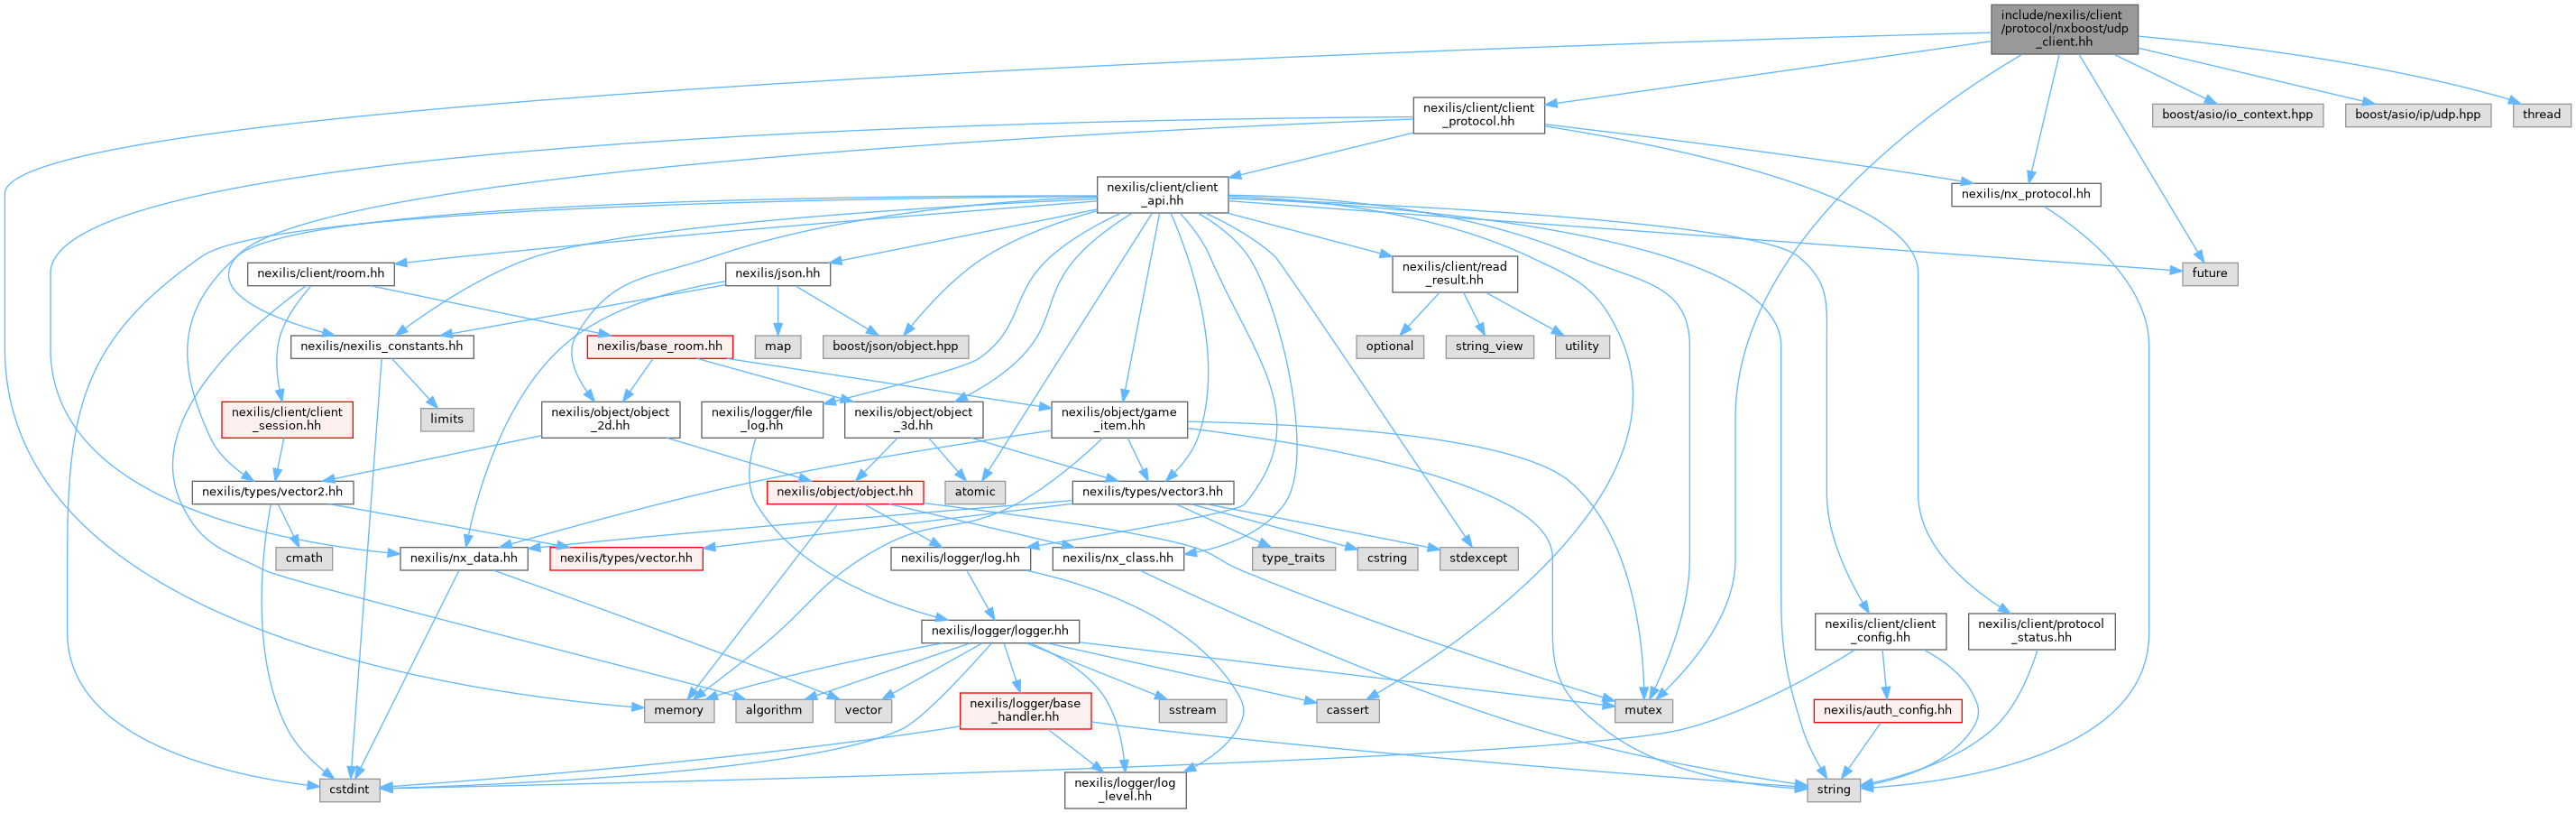 include/nexilis/client
/protocol/nxboost/udp
_client.hh
nexilis/client/client
_protocol.hh
boost/asio/io_context.hpp
boost/asio/ip/udp.hpp
thread
nexilis/client/client
_api.hh
nexilis/nx_protocol.hh
nexilis/client/room.hh
nexilis/json.hh
nexilis/client/read
_result.hh
future
nexilis/nexilis_constants.hh
nexilis/base_room.hh
map
boost/json/object.hpp
optional
string_view
utility
nexilis/client/client
_session.hh
limits
nexilis/object/object
_2d.hh
nexilis/logger/file
_log.hh
nexilis/object/object
_3d.hh
nexilis/object/game
_item.hh
nexilis/types/vector2.hh
nexilis/object/object.hh
atomic
nexilis/types/vector3.hh
cmath
nexilis/nx_data.hh
nexilis/types/vector.hh
nexilis/logger/log.hh
nexilis/nx_class.hh
type_traits
cstring
stdexcept
nexilis/logger/logger.hh
nexilis/client/client
_config.hh
nexilis/client/protocol
_status.hh
memory
algorithm
vector
nexilis/logger/base
_handler.hh
sstream
cassert
mutex
nexilis/auth_config.hh
cstdint
nexilis/logger/log
_level.hh
string